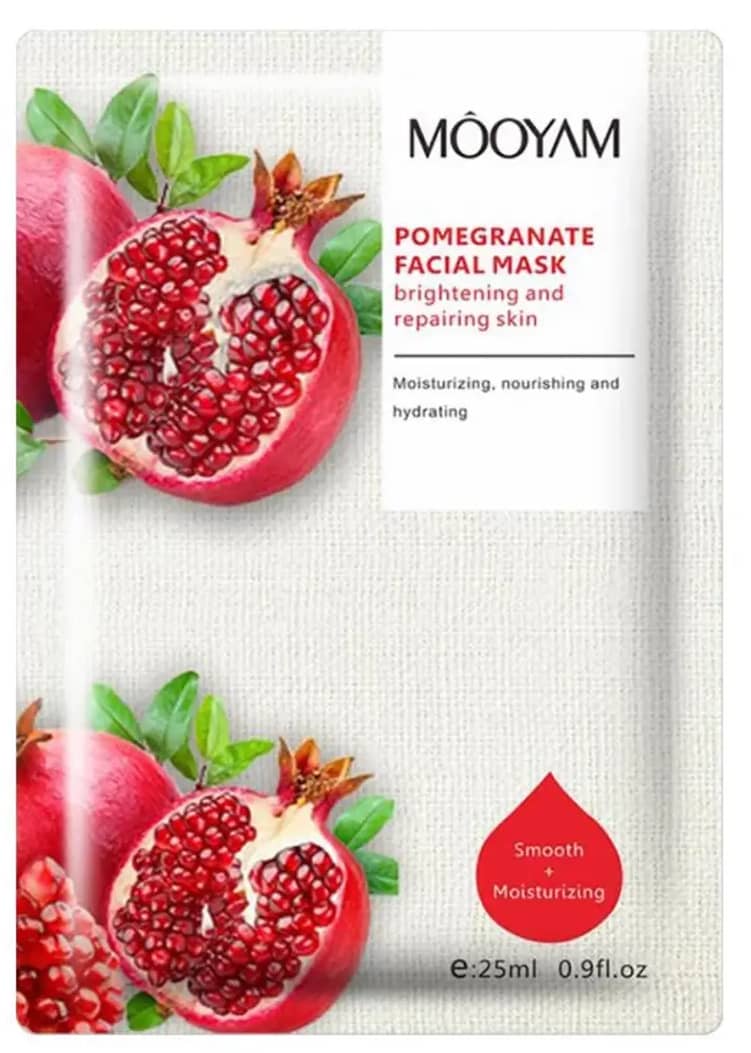 MÔOYAM
POMEGRANATE
FACIAL MASK
brightening and
repairing skin
Moisturizing, nourishing and
hydrating
Smooth
+
Moisturizing
e:25ml 0.9fl.oz